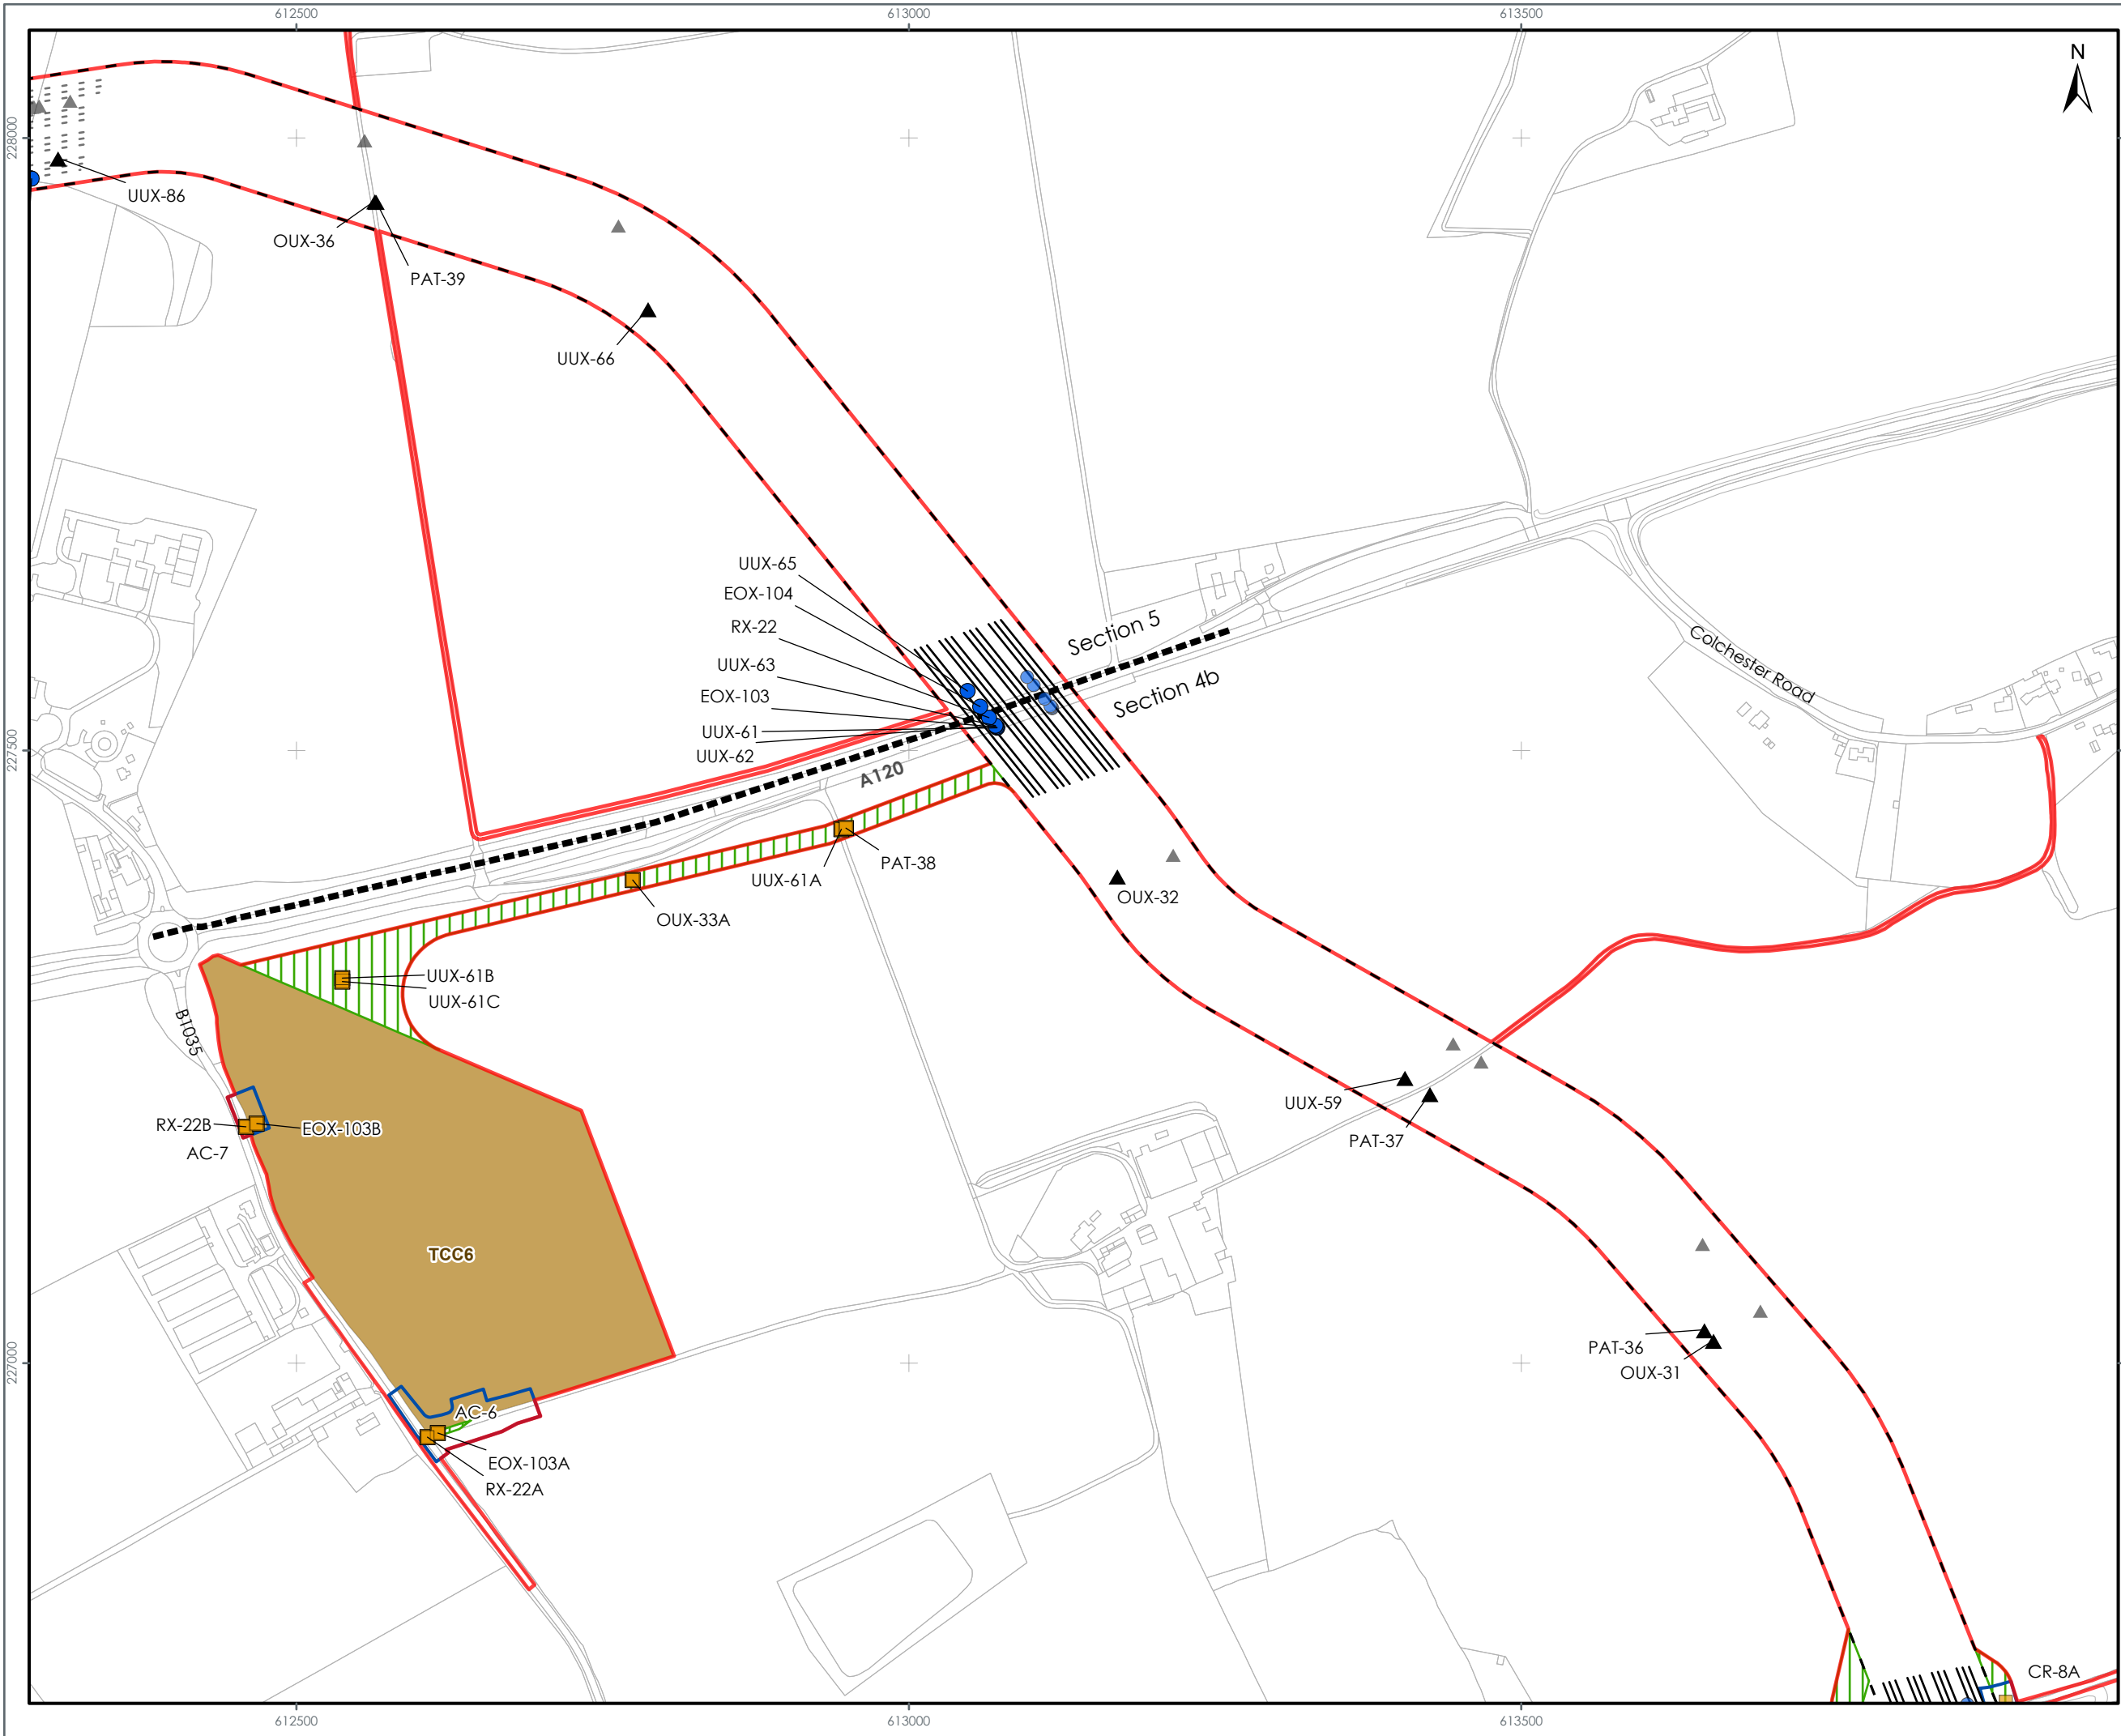 612500
613000
613500
N
228000
UUX-86
OUX-36
PAT-39
UUX-66
UUX-65
EOX-104
RX-22
UUX-63
EOX-103
UUX-61
UUX-62
Section 5
Section 4b
Colchester Road
227500
A120
PAT-38
UUX-61A
OUX-32
OUX-33A
UUX-61B
UUX-61C
B1035
UUX-59
RX-22B
EOX-103B
PAT-37
AC-7
TCC6
PAT-36
OUX-31
227000
AC-6
EOX-103A
RX-22A
CR-8A
612500
613000
613500